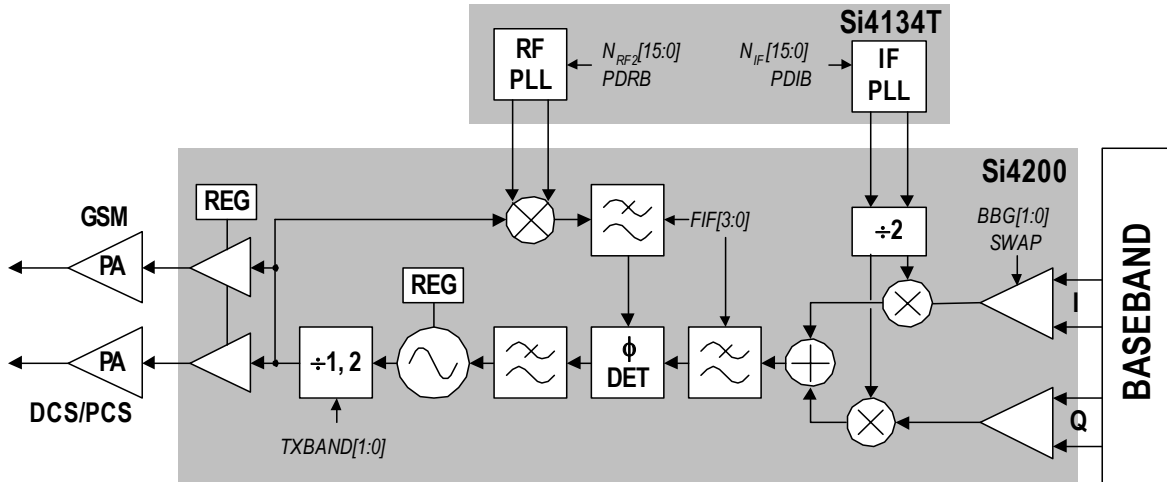 Si4134T
RF
PLL
N_RF2[15:0]
PDRB
N_IF[15:0]
PDIB
IF
PLL
Si4200
REG
GSM
PA
FIF[3:0]
÷2
BBG[1:0]
SWAP
I
BASEBAND
REG
PA
÷1, 2
ϕ
DET
DCS/PCS
TXBAND[1:0]
Q